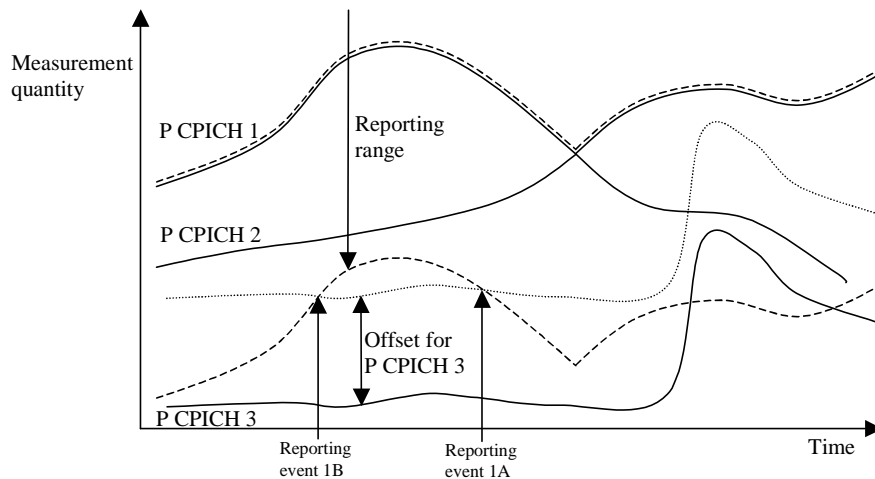 Measurement
quantity
P CPICH 1
Reporting
range
P CPICH 2
Offset for
P CPICH 3
P CPICH 3
Reporting
event 1B
Reporting
event 1A
Time